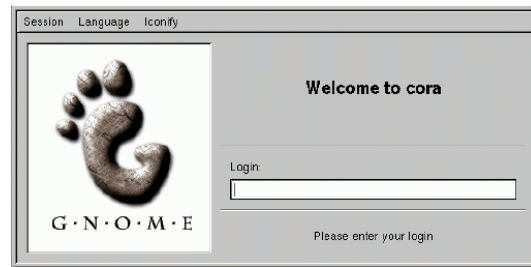 Session Language Iconify
Welcome to cora
Login:
G·N·O·M·E
Please enter your login